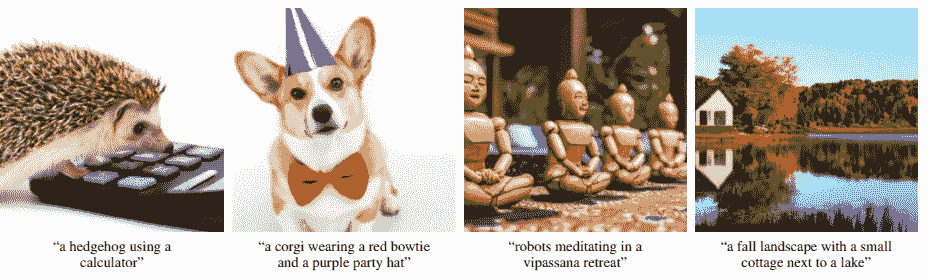 “a hedgehog using a
calculator”
“a corgi wearing a red bowtie
and a purple party hat”
“robots meditating in a
vipassana retreat”
“a fall landscape with a small
cottage next to a lake”